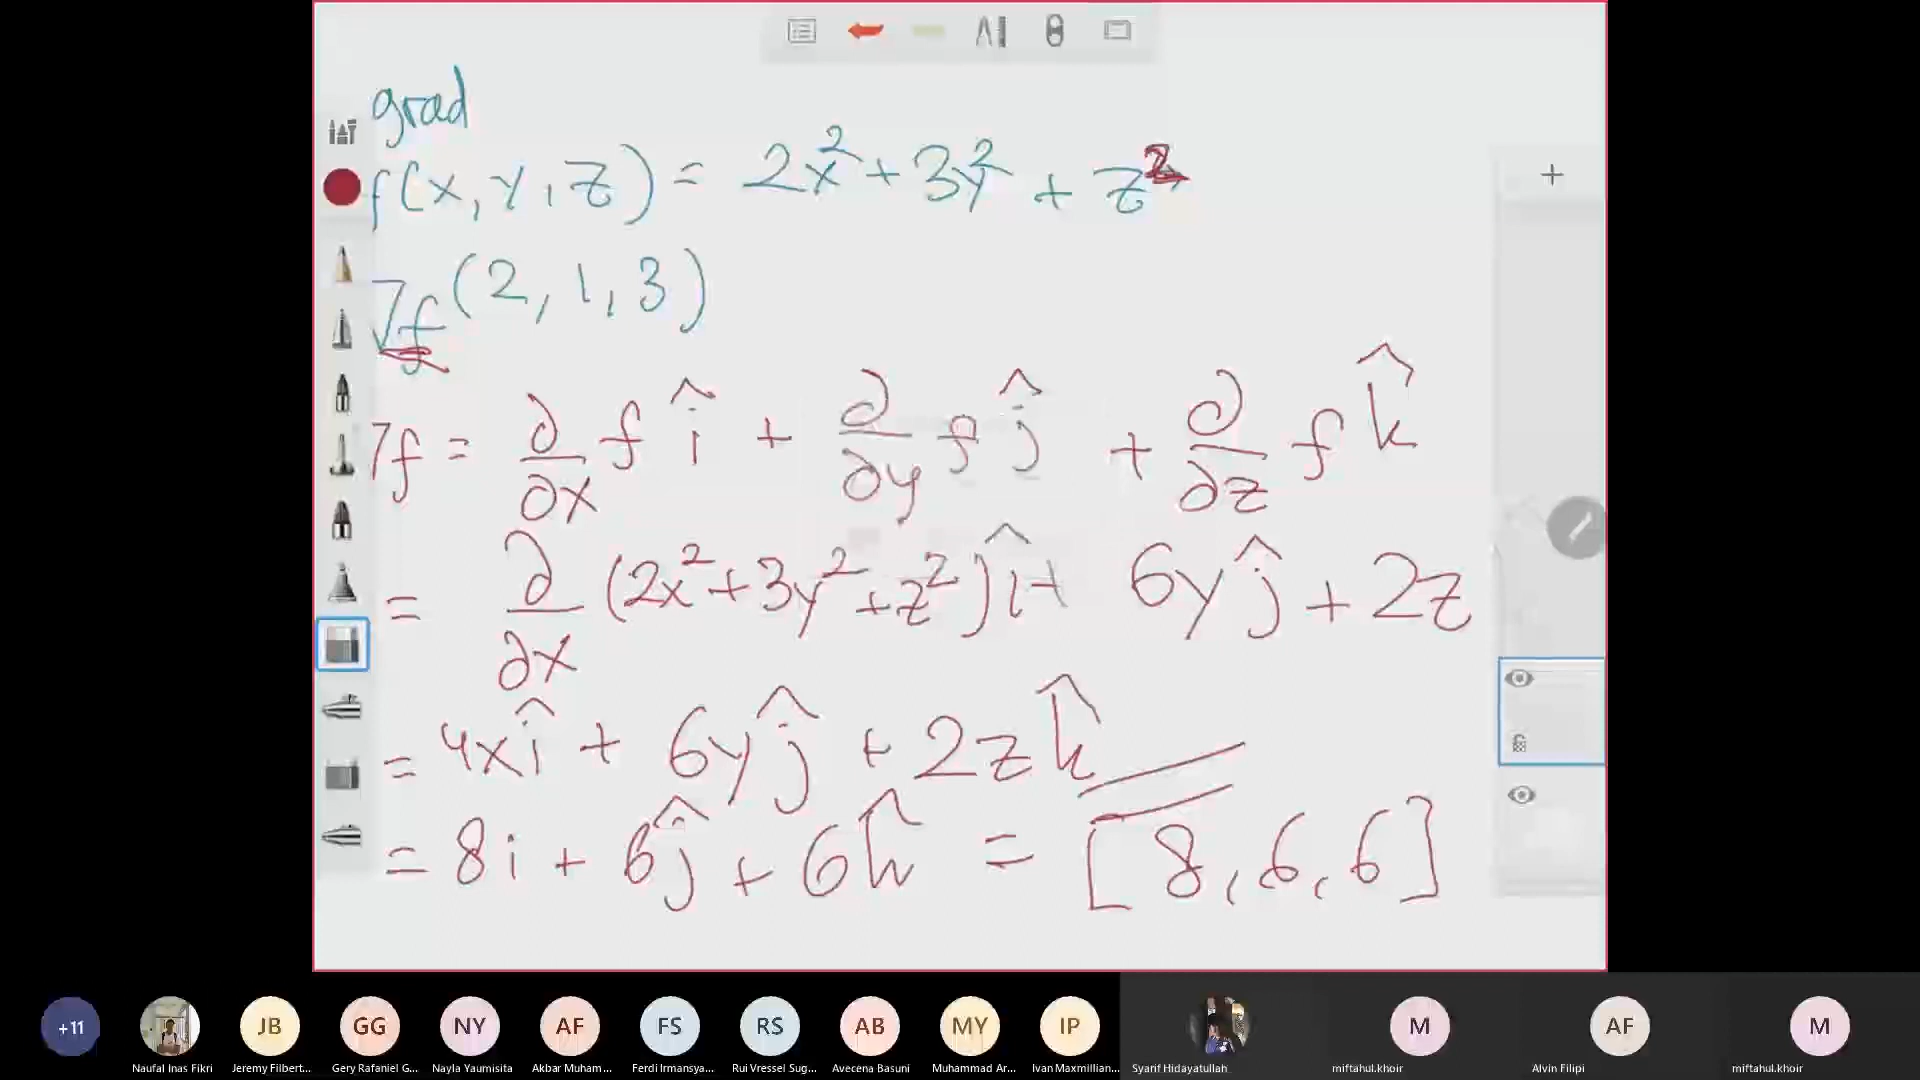 grad
f(x, y, z) = 2x² + 3y² + z²
∇f (2, 1, 3)
∇f = ∂/∂x f î + ∂/∂y f ĵ + ∂/∂z f k̂
= ∂/∂x (2x² + 3y² + z²) î + 6y ĵ + 2z
= 4x î + 6y ĵ + 2z k̂
= 8i + 6ĵ + 6k̂ = [8, 6, 6]
+11
JB
GG
NY
AF
FS
RS
AB
MY
IP
M
AF
M
Naufal Inas Fikri
Jeremy Filbert...
Gery Rafaniel G...
Nayla Yaumisita
Akbar Muham...
Ferdi Irmansya...
Rui Vressel Sug...
Avecena Basuni
Muhammad Ar...
Ivan Maxmillian...
Syarif Hidayatullah
miftahul.khoir
Alvin Filipi
miftahul.khoir